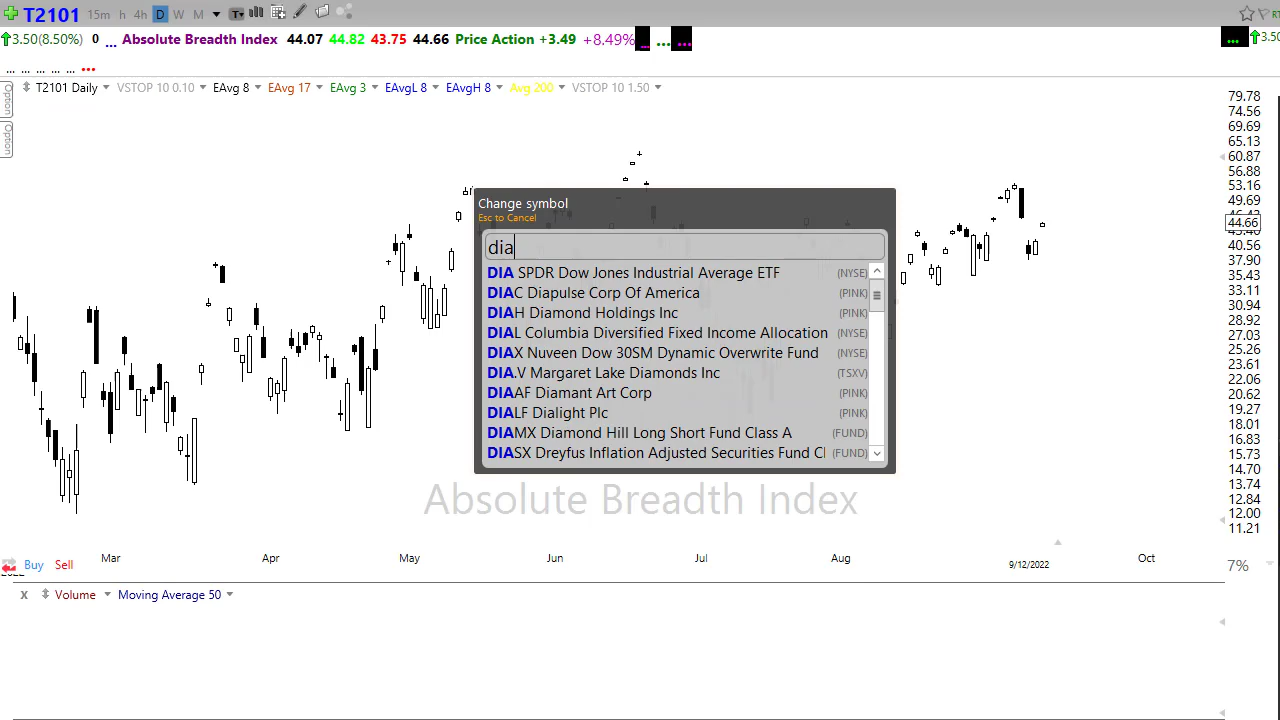 T2101 15m h 4h D W M T
3.50(8.50%) 0 ... Absolute Breadth Index 44.07 44.82 43.75 44.66 Price Action +3.49 +8.49% ... ... ... ... 3.50
... ... ... ... ... ...
T2101 Daily VSTOP 10 0.10 EAvg 8 EAvg 17 EAvg 3 EAvgL 8 EAvgH 8 Avg 200 VSTOP 10 1.50
Option
Option
79.78
74.56
69.69
65.13
60.87
56.88
53.16
49.69
44.66
40.56
37.90
35.43
33.11
30.94
28.92
27.03
25.26
23.61
22.06
20.62
19.27
18.01
16.83
15.73
14.70
13.74
12.84
12.00
11.21
Change symbol
Esc to Cancel
dia
DIA SPDR Dow Jones Industrial Average ETF (NYSE)
DIAC Diapulse Corp Of America (PINK)
DIAH Diamond Holdings Inc (PINK)
DIAL Columbia Diversified Fixed Income Allocation (NYSE)
DIAX Nuveen Dow 30SM Dynamic Overwrite Fund (NYSE)
DIA.V Margaret Lake Diamonds Inc (TSXV)
DIAAF Diamant Art Corp (PINK)
DIALF Dialight Plc (PINK)
DIAMX Diamond Hill Long Short Fund Class A (FUND)
DIASX Dreyfus Inflation Adjusted Securities Fund Cl (FUND)
Absolute Breadth Index
Mar Apr May Jun Jul Aug 9/12/2022 Oct
Buy Sell 7%
x Volume Moving Average 50